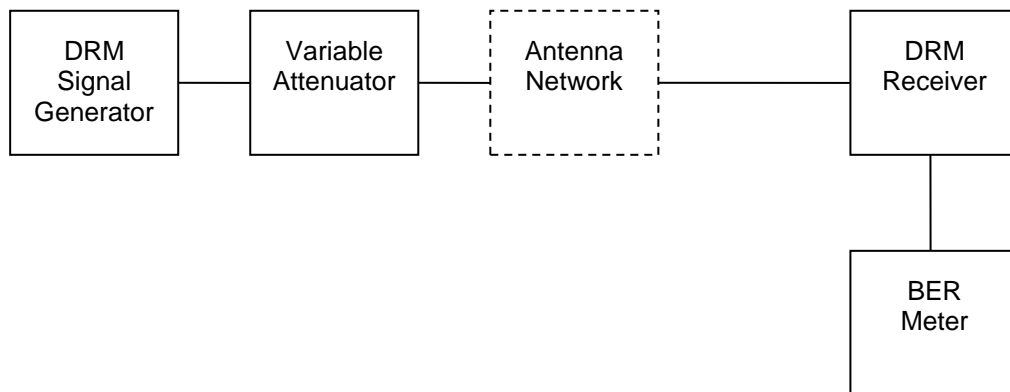 DRM
Signal
Generator
Variable
Attenuator
Antenna
Network
DRM
Receiver
BER
Meter